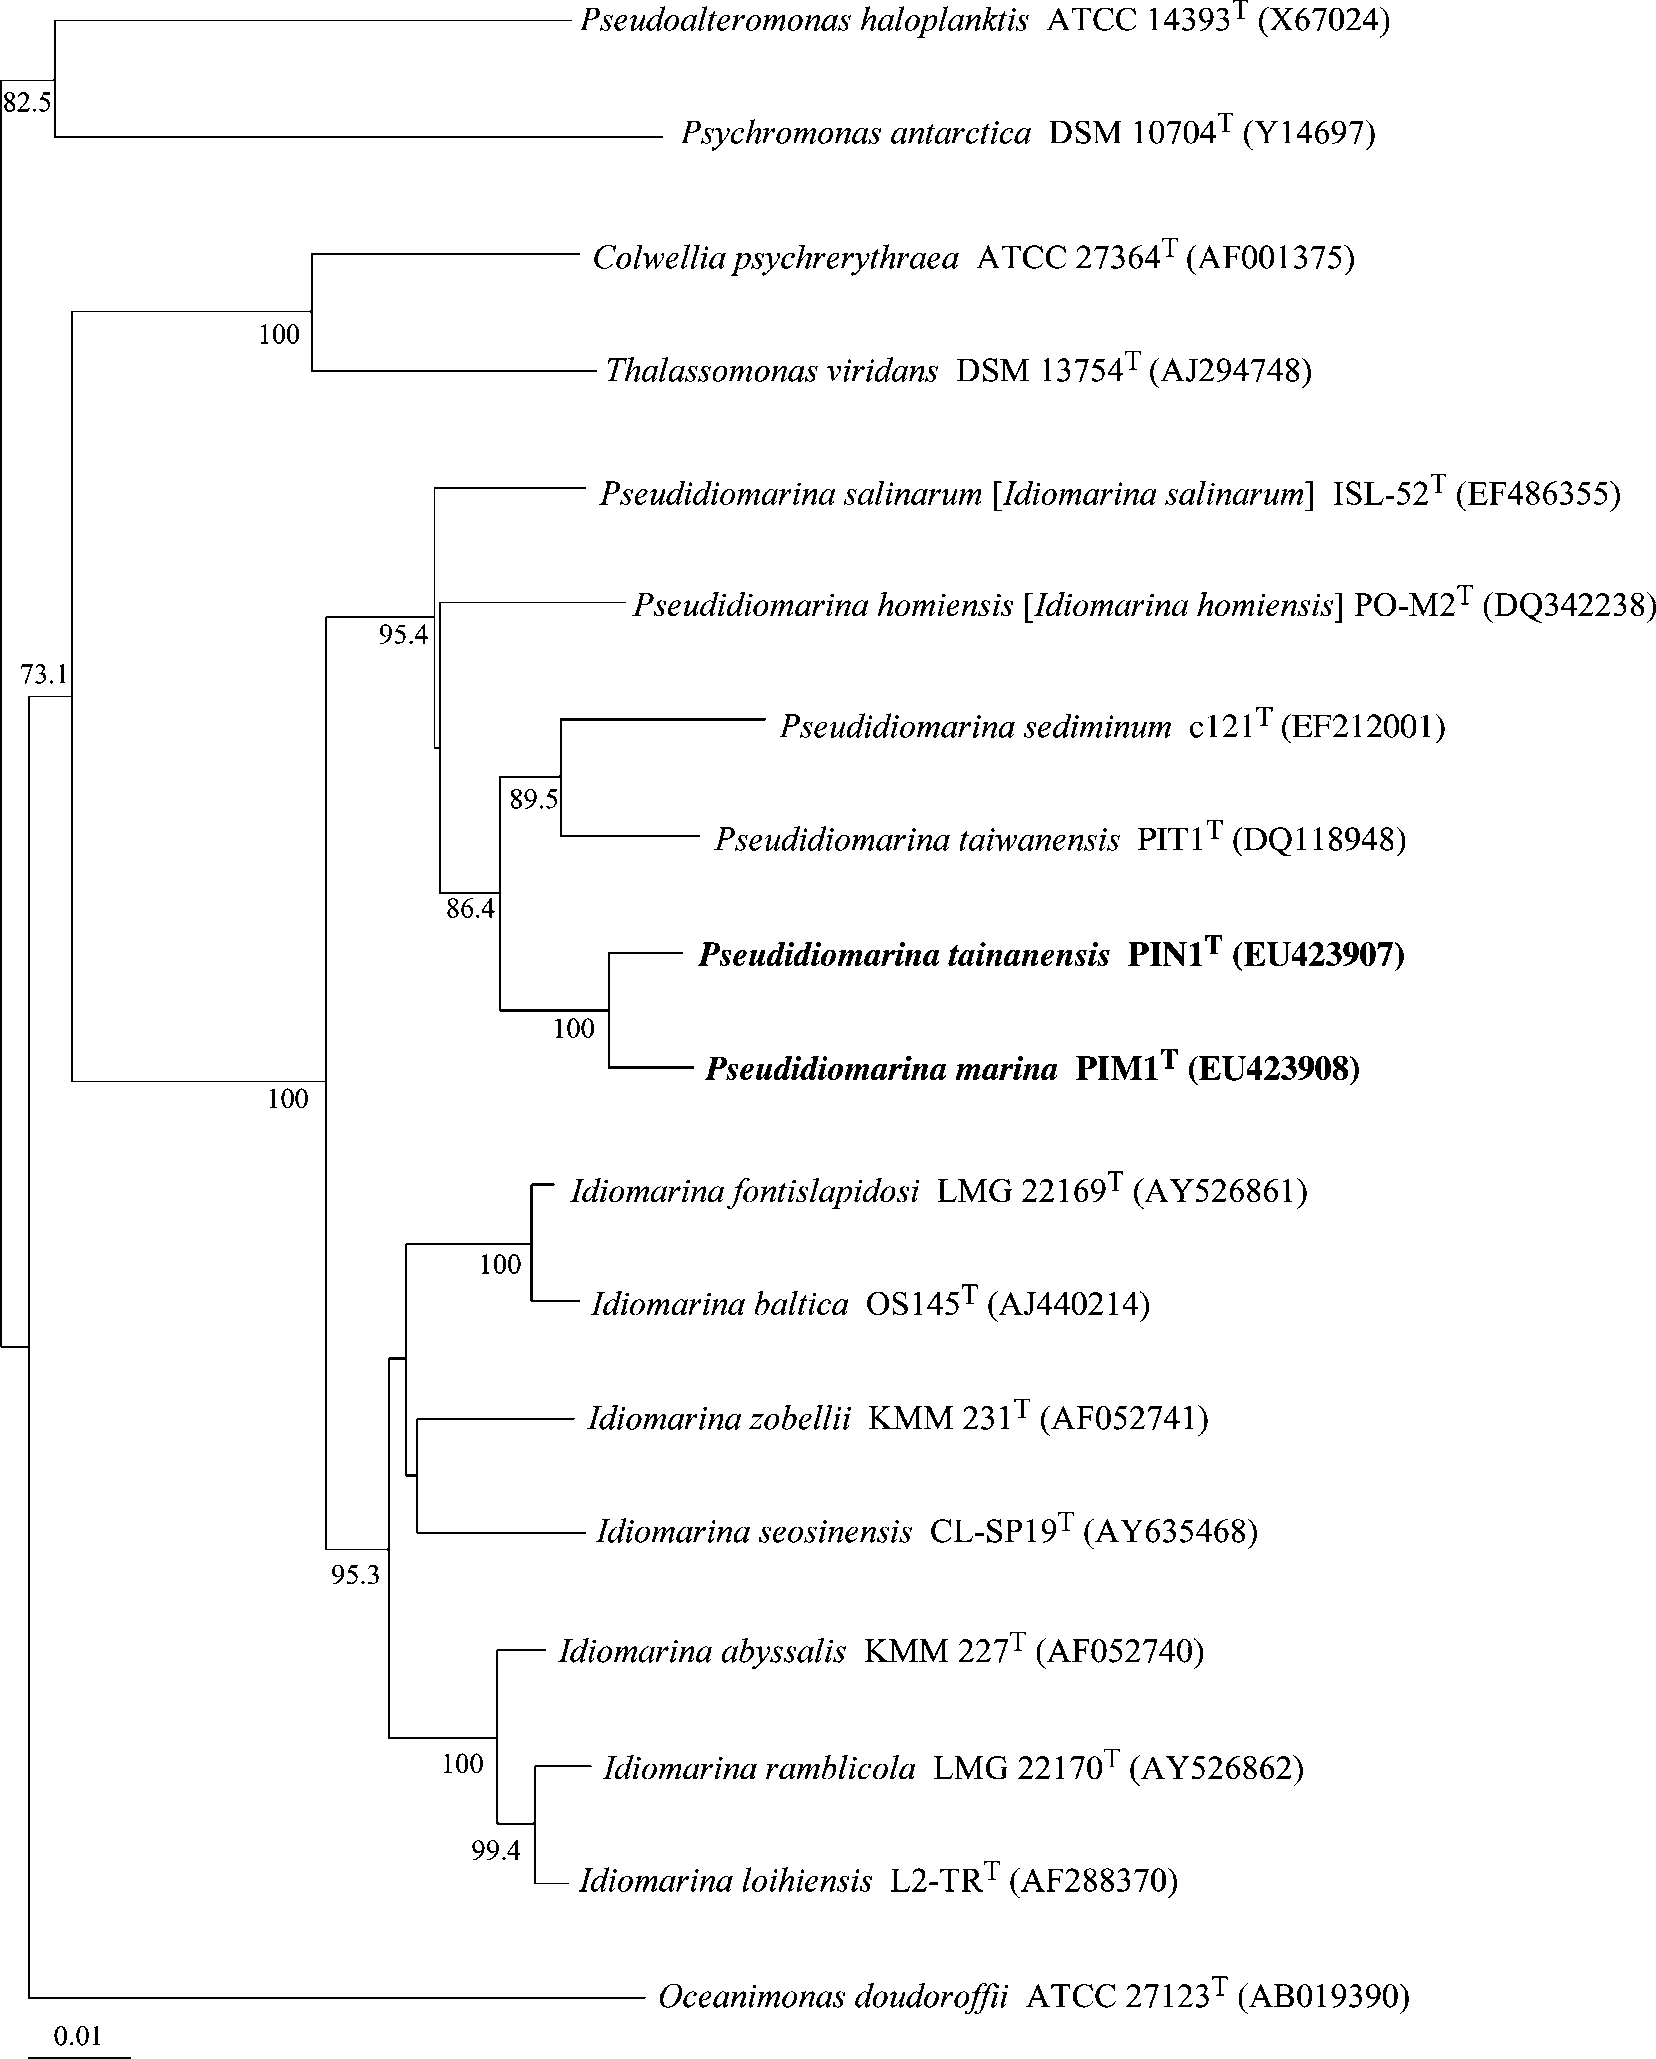 Pseudoalteromonas haloplanktis ATCC 14393T (X67024)
82.5
Psychromonas antarctica DSM 10704T (Y14697)
Colwellia psychrerythraea ATCC 27364T (AF001375)
100
Thalassomonas viridans DSM 13754T (AJ294748)
Pseudidiomarina salinarum [Idiomarina salinarum] ISL-52T (EF486355)
Pseudidiomarina homiensis [Idiomarina homiensis] PO-M2T (DQ342238)
95.4
73.1
Pseudidiomarina sediminum c121T (EF212001)
89.5
Pseudidiomarina taiwanensis PIT1T (DQ118948)
86.4
Pseudidiomarina tainanensis PIN1T (EU423907)
100
Pseudidiomarina marina PIM1T (EU423908)
100
Idiomarina fontislapidosi LMG 22169T (AY526861)
100
Idiomarina baltica OS145T (AJ440214)
Idiomarina zobellii KMM 231T (AF052741)
Idiomarina seosinensis CL-SP19T (AY635468)
95.3
Idiomarina abyssalis KMM 227T (AF052740)
100
Idiomarina ramblicola LMG 22170T (AY526862)
99.4
Idiomarina loihiensis L2-TRT (AF288370)
Oceanimonas doudoroffii ATCC 27123T (AB019390)
0.01